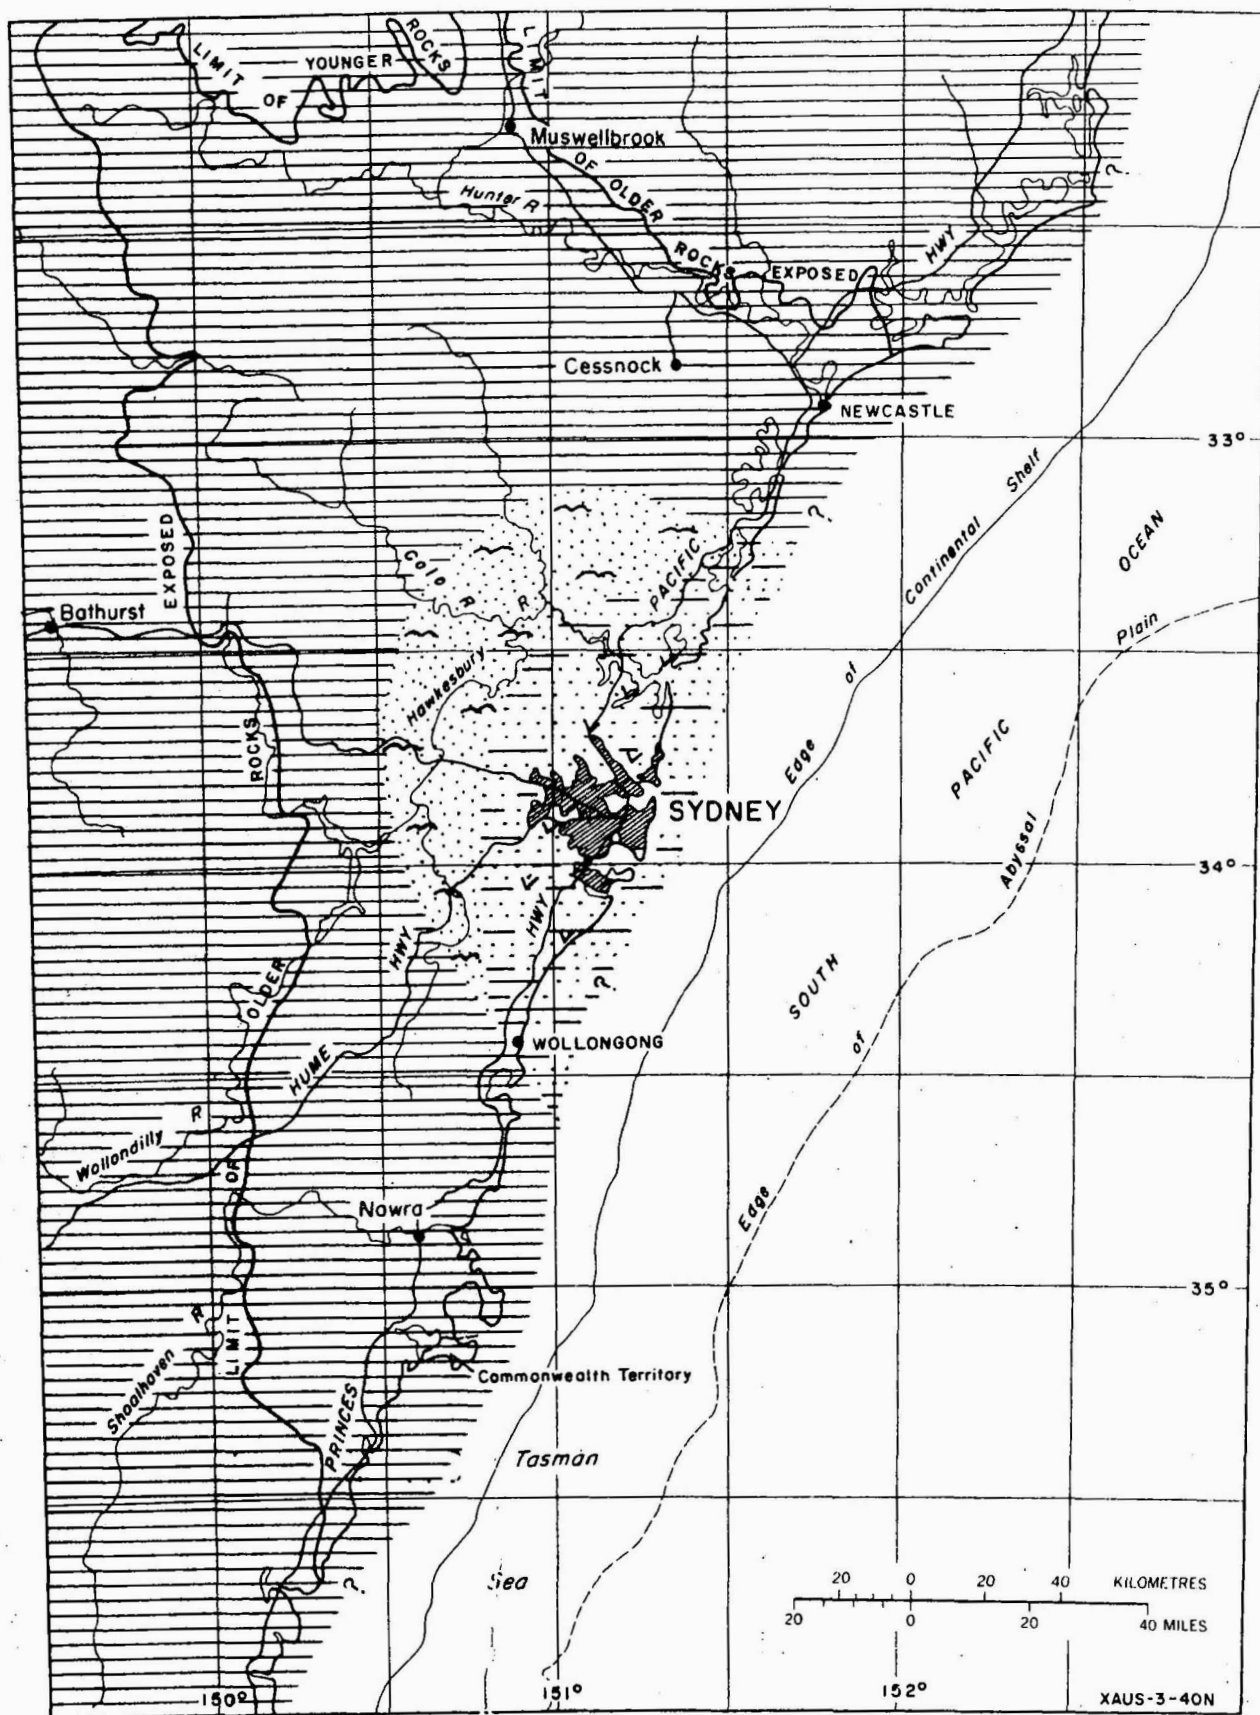 LIMIT OF YOUNGER ROCKS
LIMIT OF OLDER ROCKS EXPOSED
Muswellbrook
Hunter R
HWY
?
Cessnock
NEWCASTLE
33°
Continental Shelf
?
OCEAN
EXPOSED
Colo R
R
PACIFIC
Bathurst
Plain
Hawkesbury
of
ROCKS
PACIFIC
Edge
SYDNEY
Abyssal
34°
HWY
HWY
OLDER
SOUTH
?
of
WOLLONGONG
HUME
R
Wollondilly
OF
Edge
Nowra
35°
R
LIMIT
Shoalhaven
Commonwealth Territory
PRINCES
Tasman
Sea
?
20 0 20 40 KILOMETRES
20 0 20 40 MILES
150° 151° 152°
XAUS-3-40N